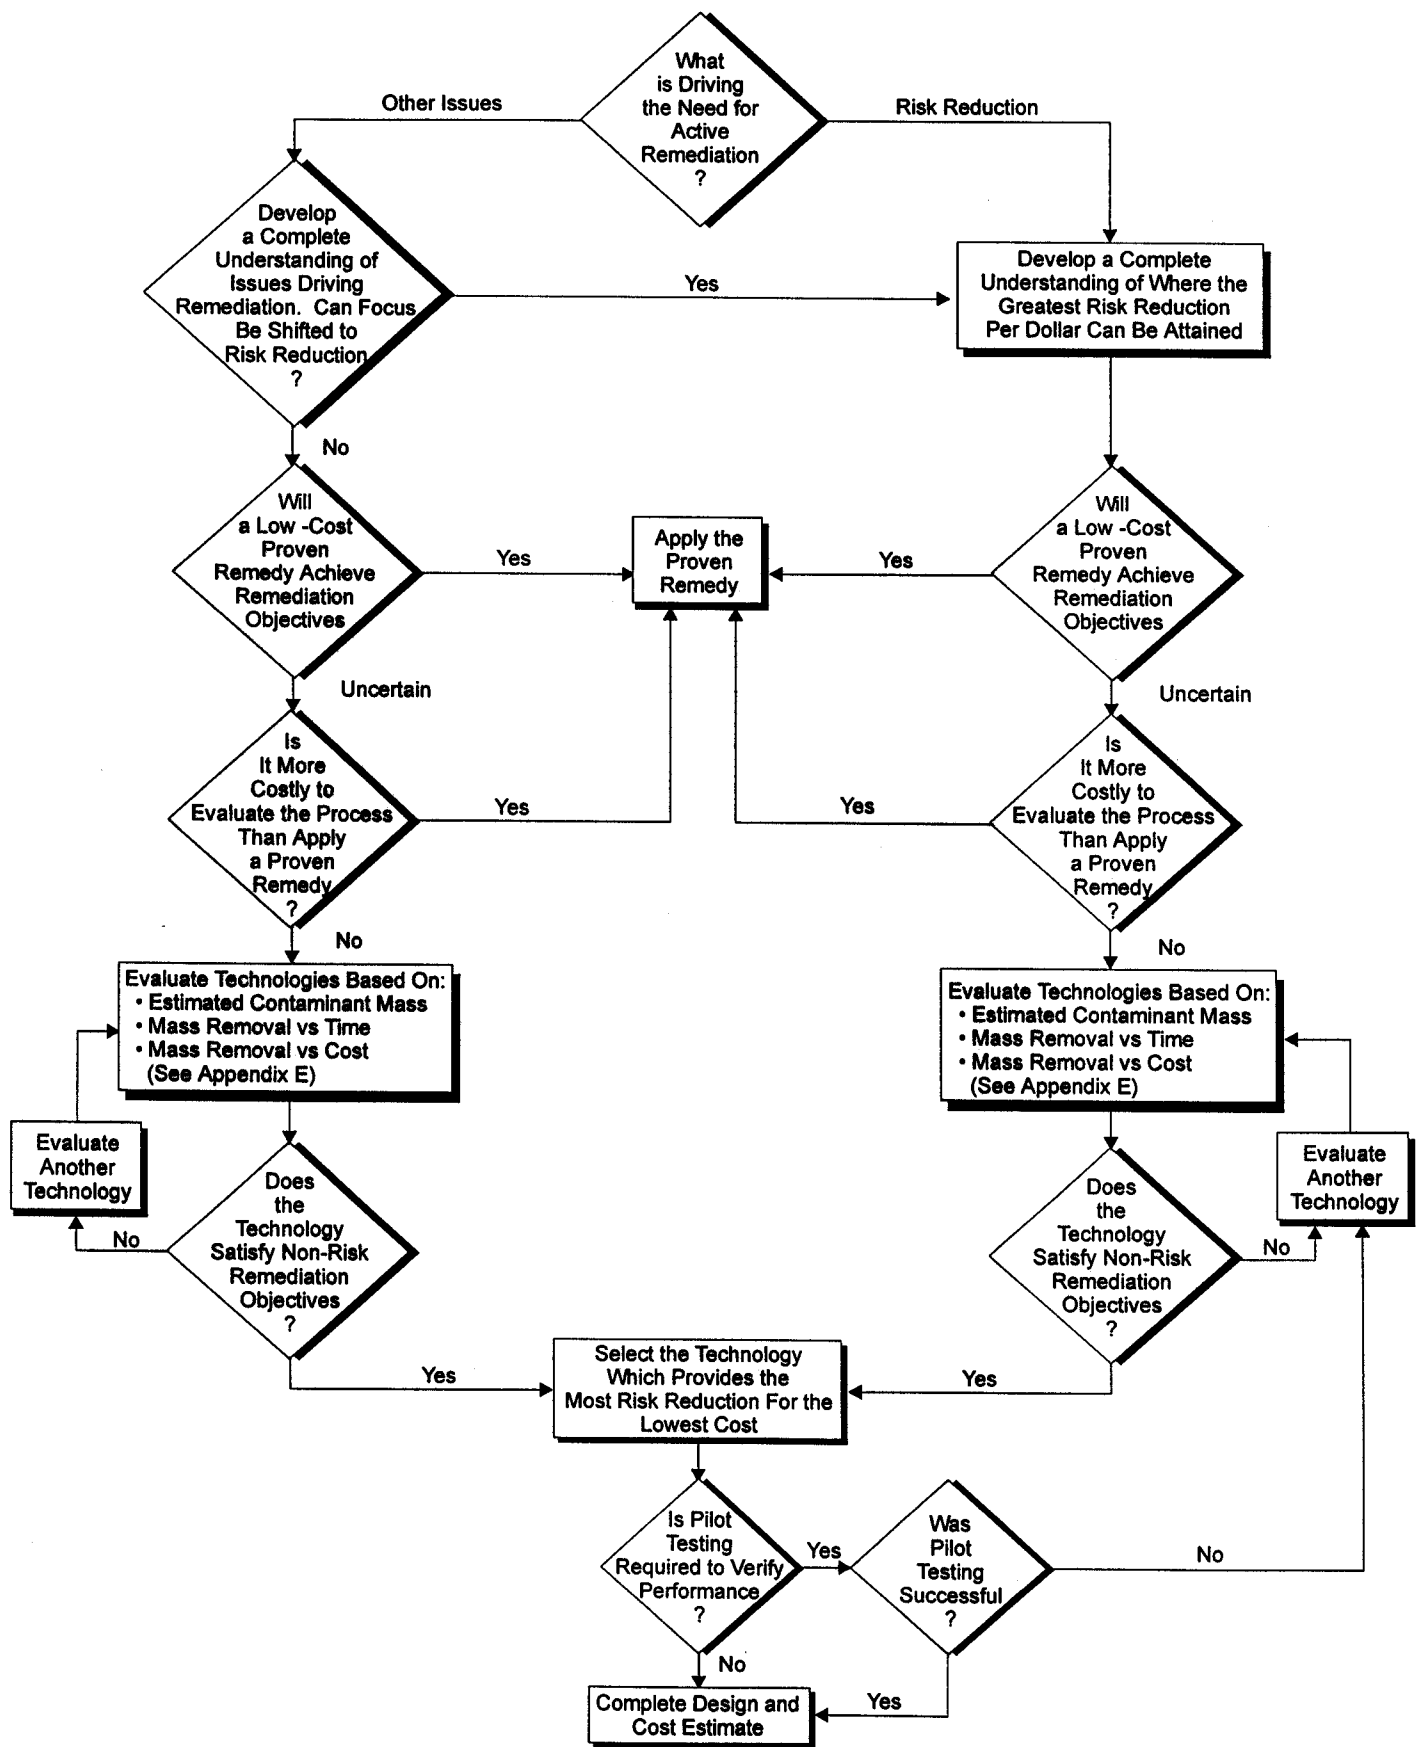 What
is Driving
the Need for
Active
Remediation
?
Other Issues
Risk Reduction
Develop
a Complete
Understanding of
Issues Driving
Remediation. Can Focus
Be Shifted to
Risk Reduction
?
Yes
Develop a Complete
Understanding of Where the
Greatest Risk Reduction
Per Dollar Can Be Attained
No
Will
a Low -Cost
Proven
Remedy Achieve
Remediation
Objectives
Yes
Apply the
Proven
Remedy
Yes
Will
a Low -Cost
Proven
Remedy Achieve
Remediation
Objectives
Uncertain
Uncertain
Is
It More
Costly to
Evaluate the Process
Than Apply
a Proven
Remedy
?
Yes
Yes
Is
It More
Costly to
Evaluate the Process
Than Apply
a Proven
Remedy
?
No
No
Evaluate Technologies Based On:
• Estimated Contaminant Mass
• Mass Removal vs Time
• Mass Removal vs Cost
(See Appendix E)
Evaluate Technologies Based On:
• Estimated Contaminant Mass
• Mass Removal vs Time
• Mass Removal vs Cost
(See Appendix E)
Evaluate
Another
Technology
No
Does
the
Technology
Satisfy Non-Risk
Remediation
Objectives
?
Does
the
Technology
Satisfy Non-Risk
Remediation
Objectives
?
No
Evaluate
Another
Technology
Yes
Select the Technology
Which Provides the
Most Risk Reduction For the
Lowest Cost
Yes
Is Pilot
Testing
Required to Verify
Performance
?
Yes
Was
Pilot
Testing
Successful
?
No
No
Complete Design and
Cost Estimate
Yes